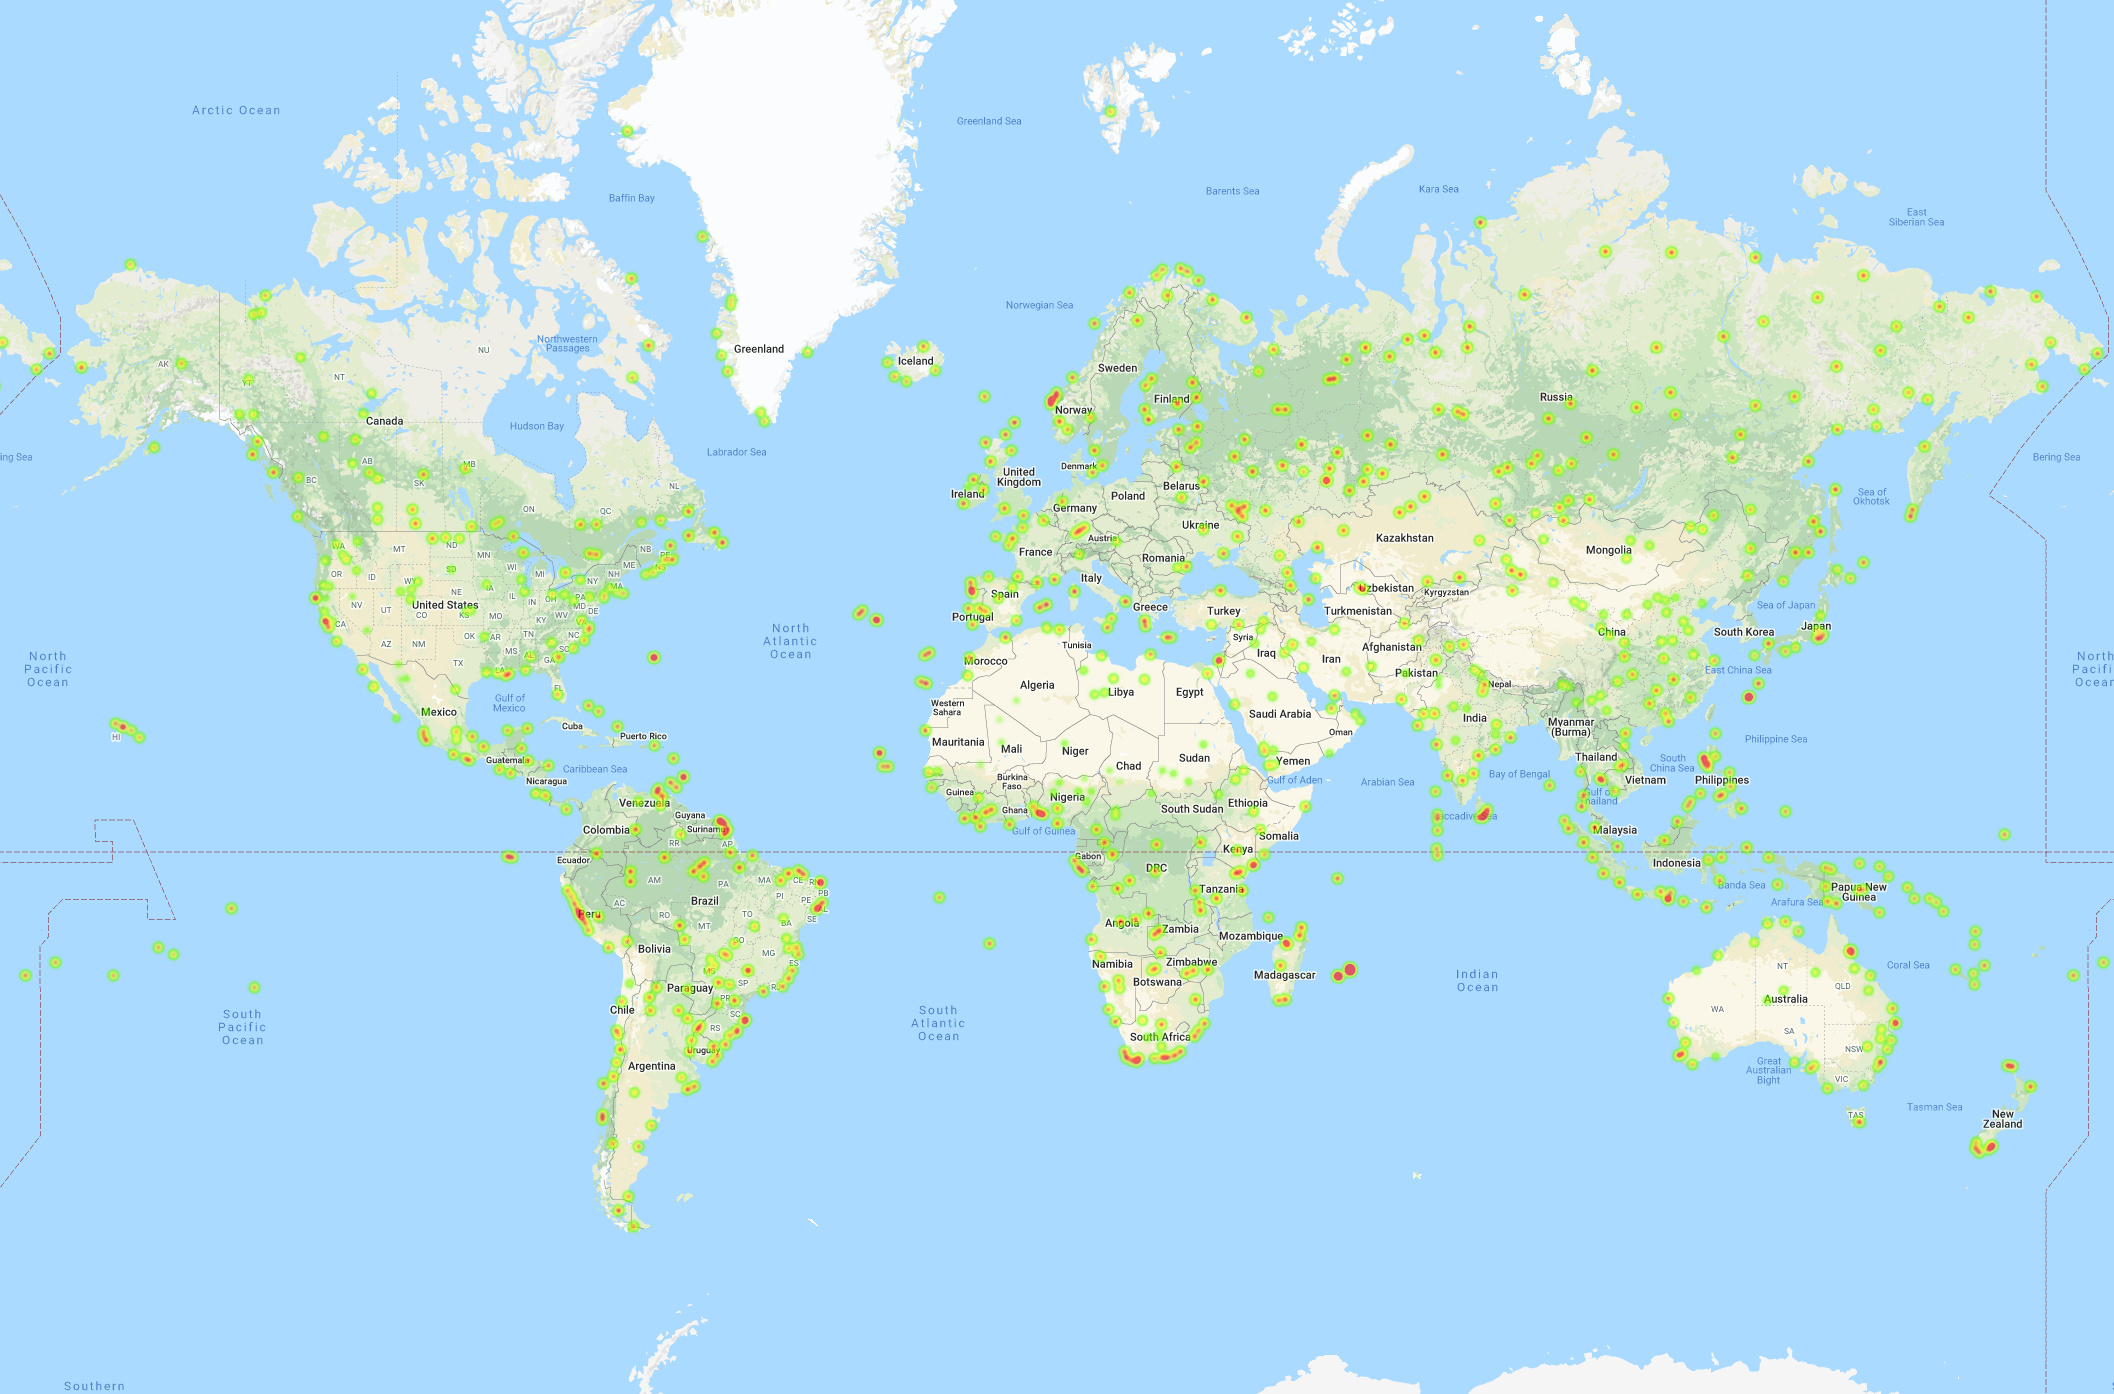 Arctic Ocean
Greenland Sea
Barents Sea
Kara Sea
East
Siberian Sea
Baffin Bay
Norwegian Sea
Northwestern
Passages
NU
NT
AK
YT
Greenland
Iceland
Sweden
Finland
Norway
Russia
Canada
Hudson Bay
Labrador Sea
ing Sea
Bering Sea
Sea of
Okhotsk
AB
MB
SK
BC
NL
ON
QC
United
Kingdom
Denmark
Ireland
Belarus
Poland
Germany
Ukraine
Austria
France
Romania
Kazakhstan
Mongolia
WA
MT
ND
MN
NB
PE
NS
ME
OR
ID
WY
SD
WI
MI
NH
NY
MA
NE
IA
IL
IN
OH
PA
MD
DE
NV
UT
United States
CO
KS
MO
KY
WV
VA
CA
AZ
NM
OK
AR
TN
NC
SC
MS
AL
GA
TX
LA
FL
Italy
Spain
Portugal
Greece
Turkey
Uzbekistan
Kyrgyzstan
Turkmenistan
Sea of Japan
Japan
South Korea
China
North
Pacific
Ocean
North
Atlantic
Ocean
North
Pacific
Ocean
Tunisia
Syria
Iraq
Iran
Afghanistan
Pakistan
Nepal
East China Sea
Morocco
Algeria
Libya
Egypt
Western
Sahara
Saudi Arabia
Oman
India
Myanmar
(Burma)
Gulf of
Mexico
Mexico
Cuba
Puerto Rico
HI
Guatemala
Caribbean Sea
Nicaragua
Mauritania
Mali
Niger
Chad
Sudan
Yemen
Gulf of Aden
Arabian Sea
Bay of Bengal
Thailand
Vietnam
South
China Sea
Philippines
Philippine Sea
Burkina
Faso
Guinea
Ghana
Nigeria
South Sudan
Ethiopia
Somalia
Gulf of Guinea
Gulf of
Thailand
Laccadive Sea
Malaysia
Indonesia
Venezuela
Guyana
Suriname
Colombia
RR
AP
Ecuador
AM
PA
MA
CE
RN
PB
PE
AL
SE
PI
AC
RO
TO
BA
Brazil
Peru
MT
GO
MG
ES
MS
SP
RJ
PR
SC
RS
Bolivia
Paraguay
Chile
Uruguay
Argentina
Gabon
DRC
Kenya
Tanzania
Angola
Zambia
Mozambique
Namibia
Zimbabwe
Botswana
Madagascar
South Africa
Banda Sea
Arafura Sea
Papua New
Guinea
Coral Sea
Indian
Ocean
South
Pacific
Ocean
South
Atlantic
Ocean
NT
QLD
WA
Australia
SA
NSW
VIC
TAS
Great
Australian
Bight
Tasman Sea
New
Zealand
Southern